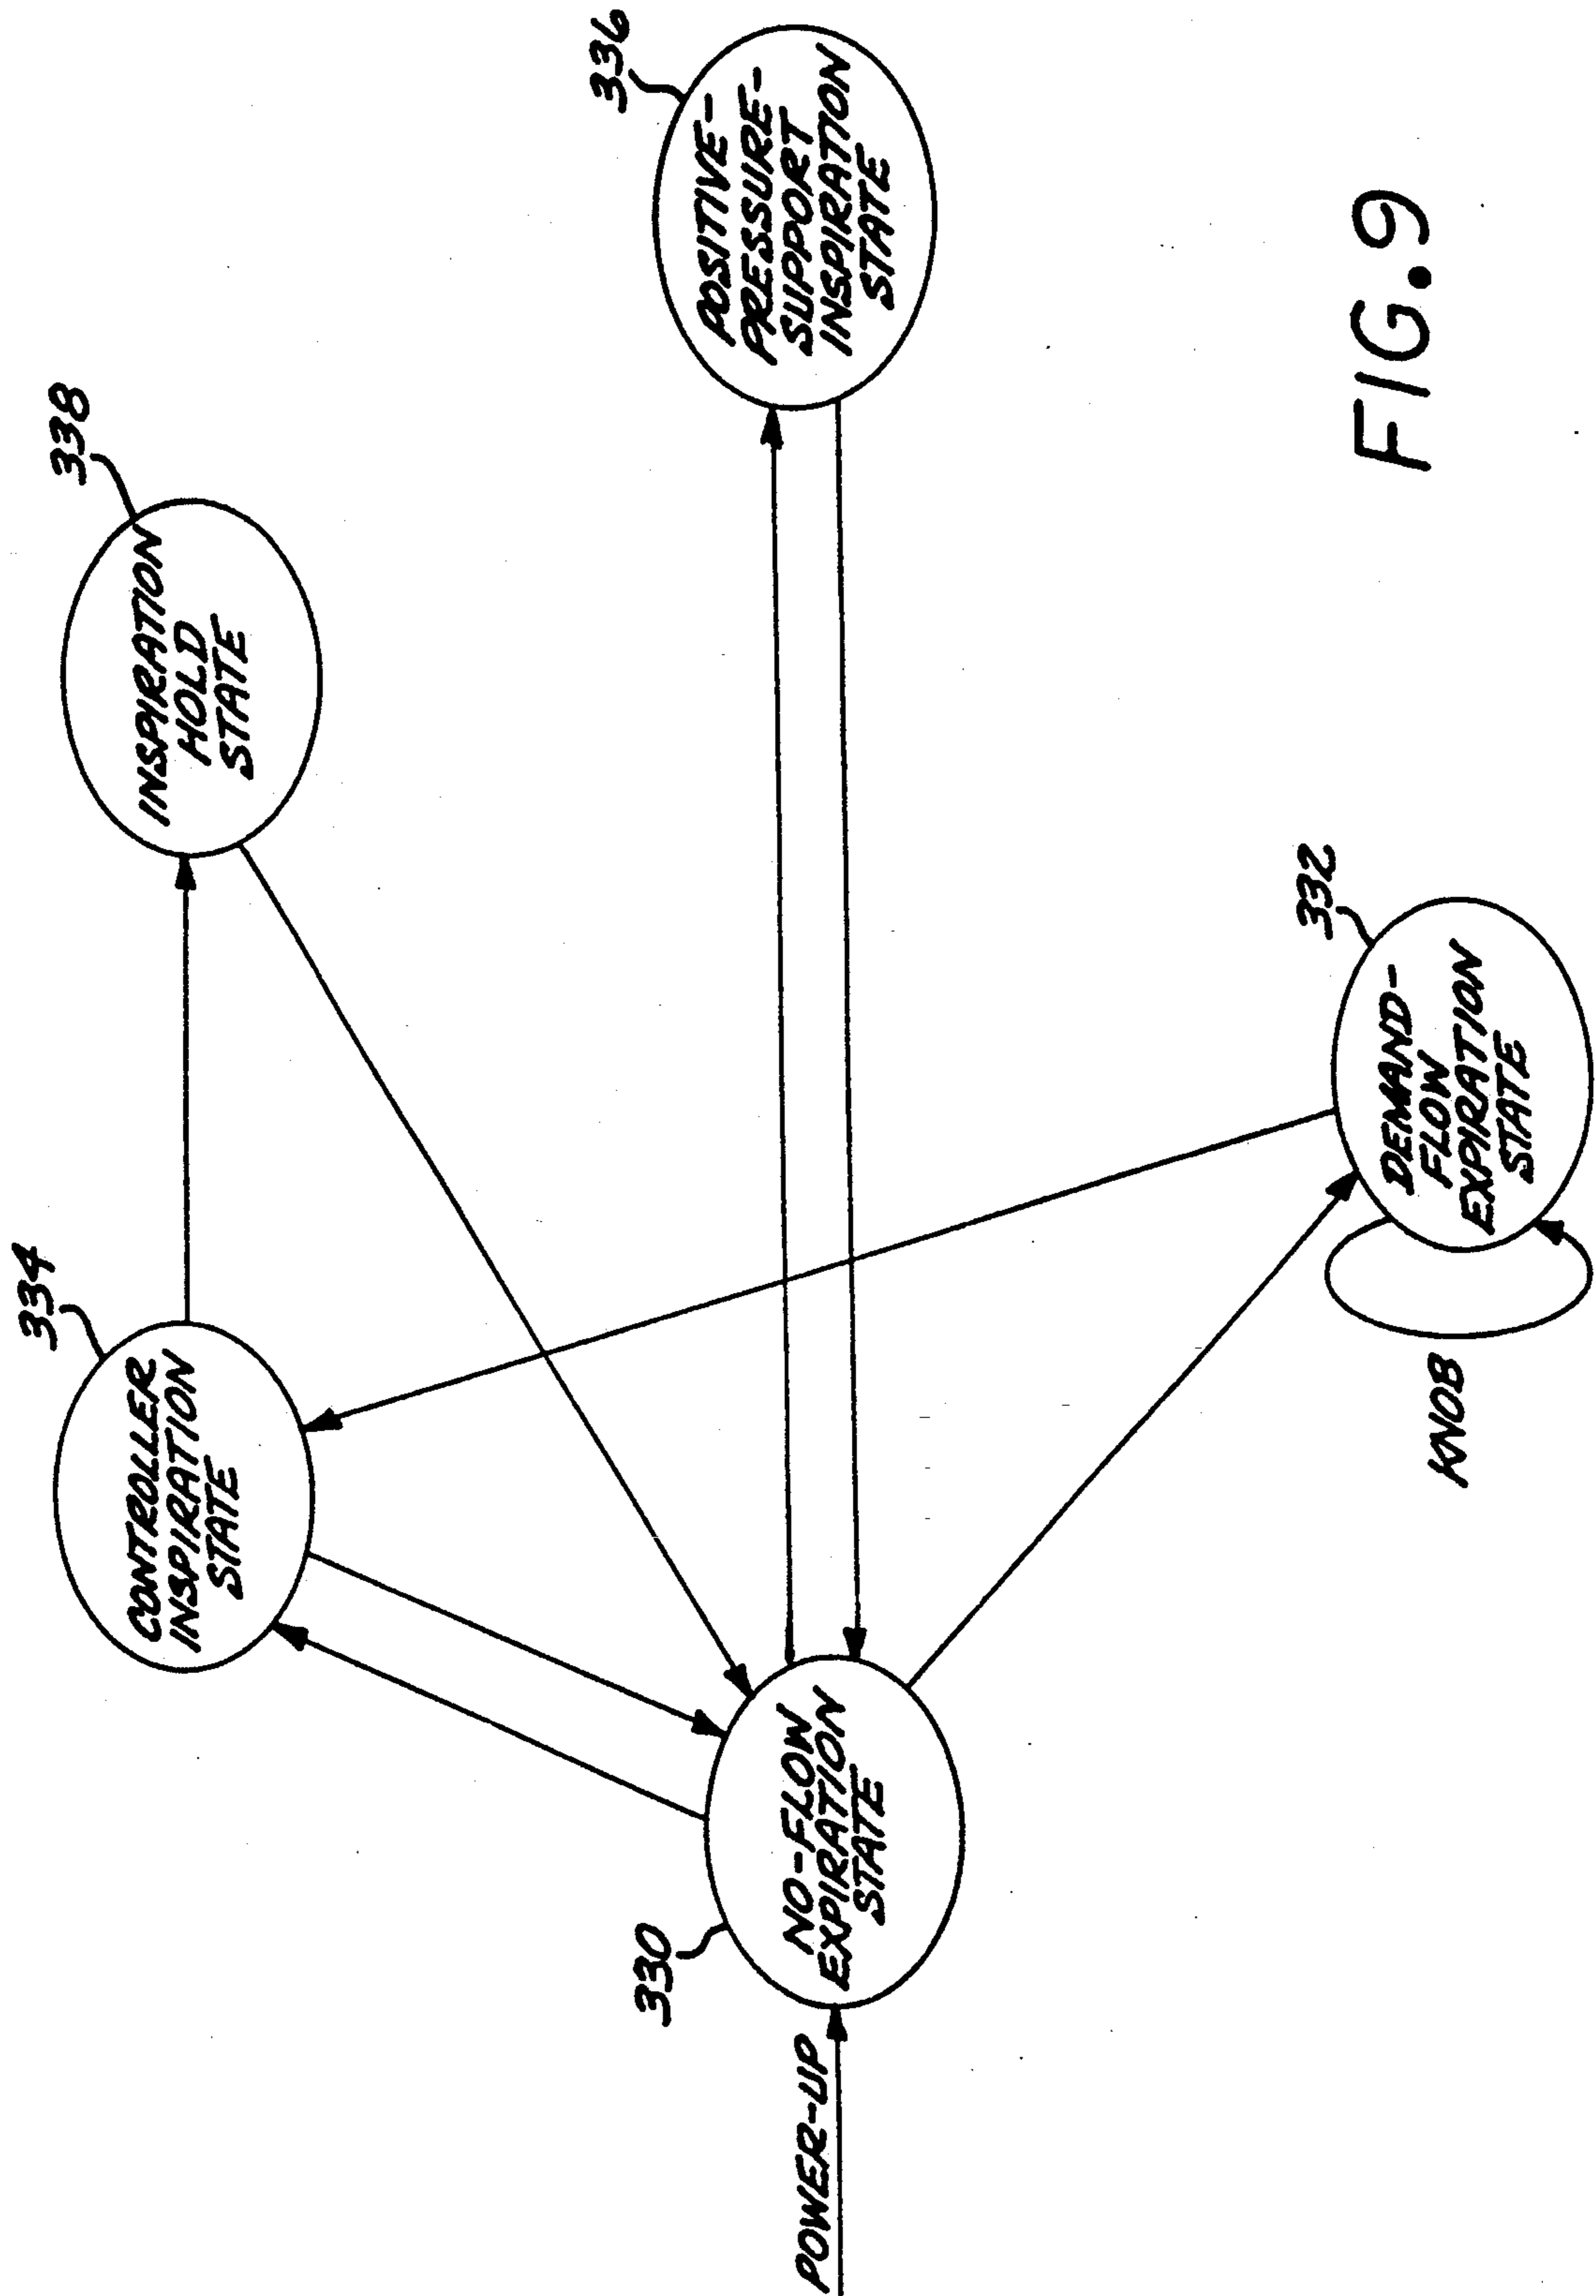 334
CONTROLLER
INSPIRATION
STATE
338
INSPIRATION
HOLD
STATE
330
NO-FLOW
EXPIRATION
STATE
POWER-UP
336
POSITIVE-
PRESSURE-
SUPPORT
INSPIRATION
STATE
332
DEMAND-
FLOW
EXPIRATION
STATE
KNOB
FIG. 9